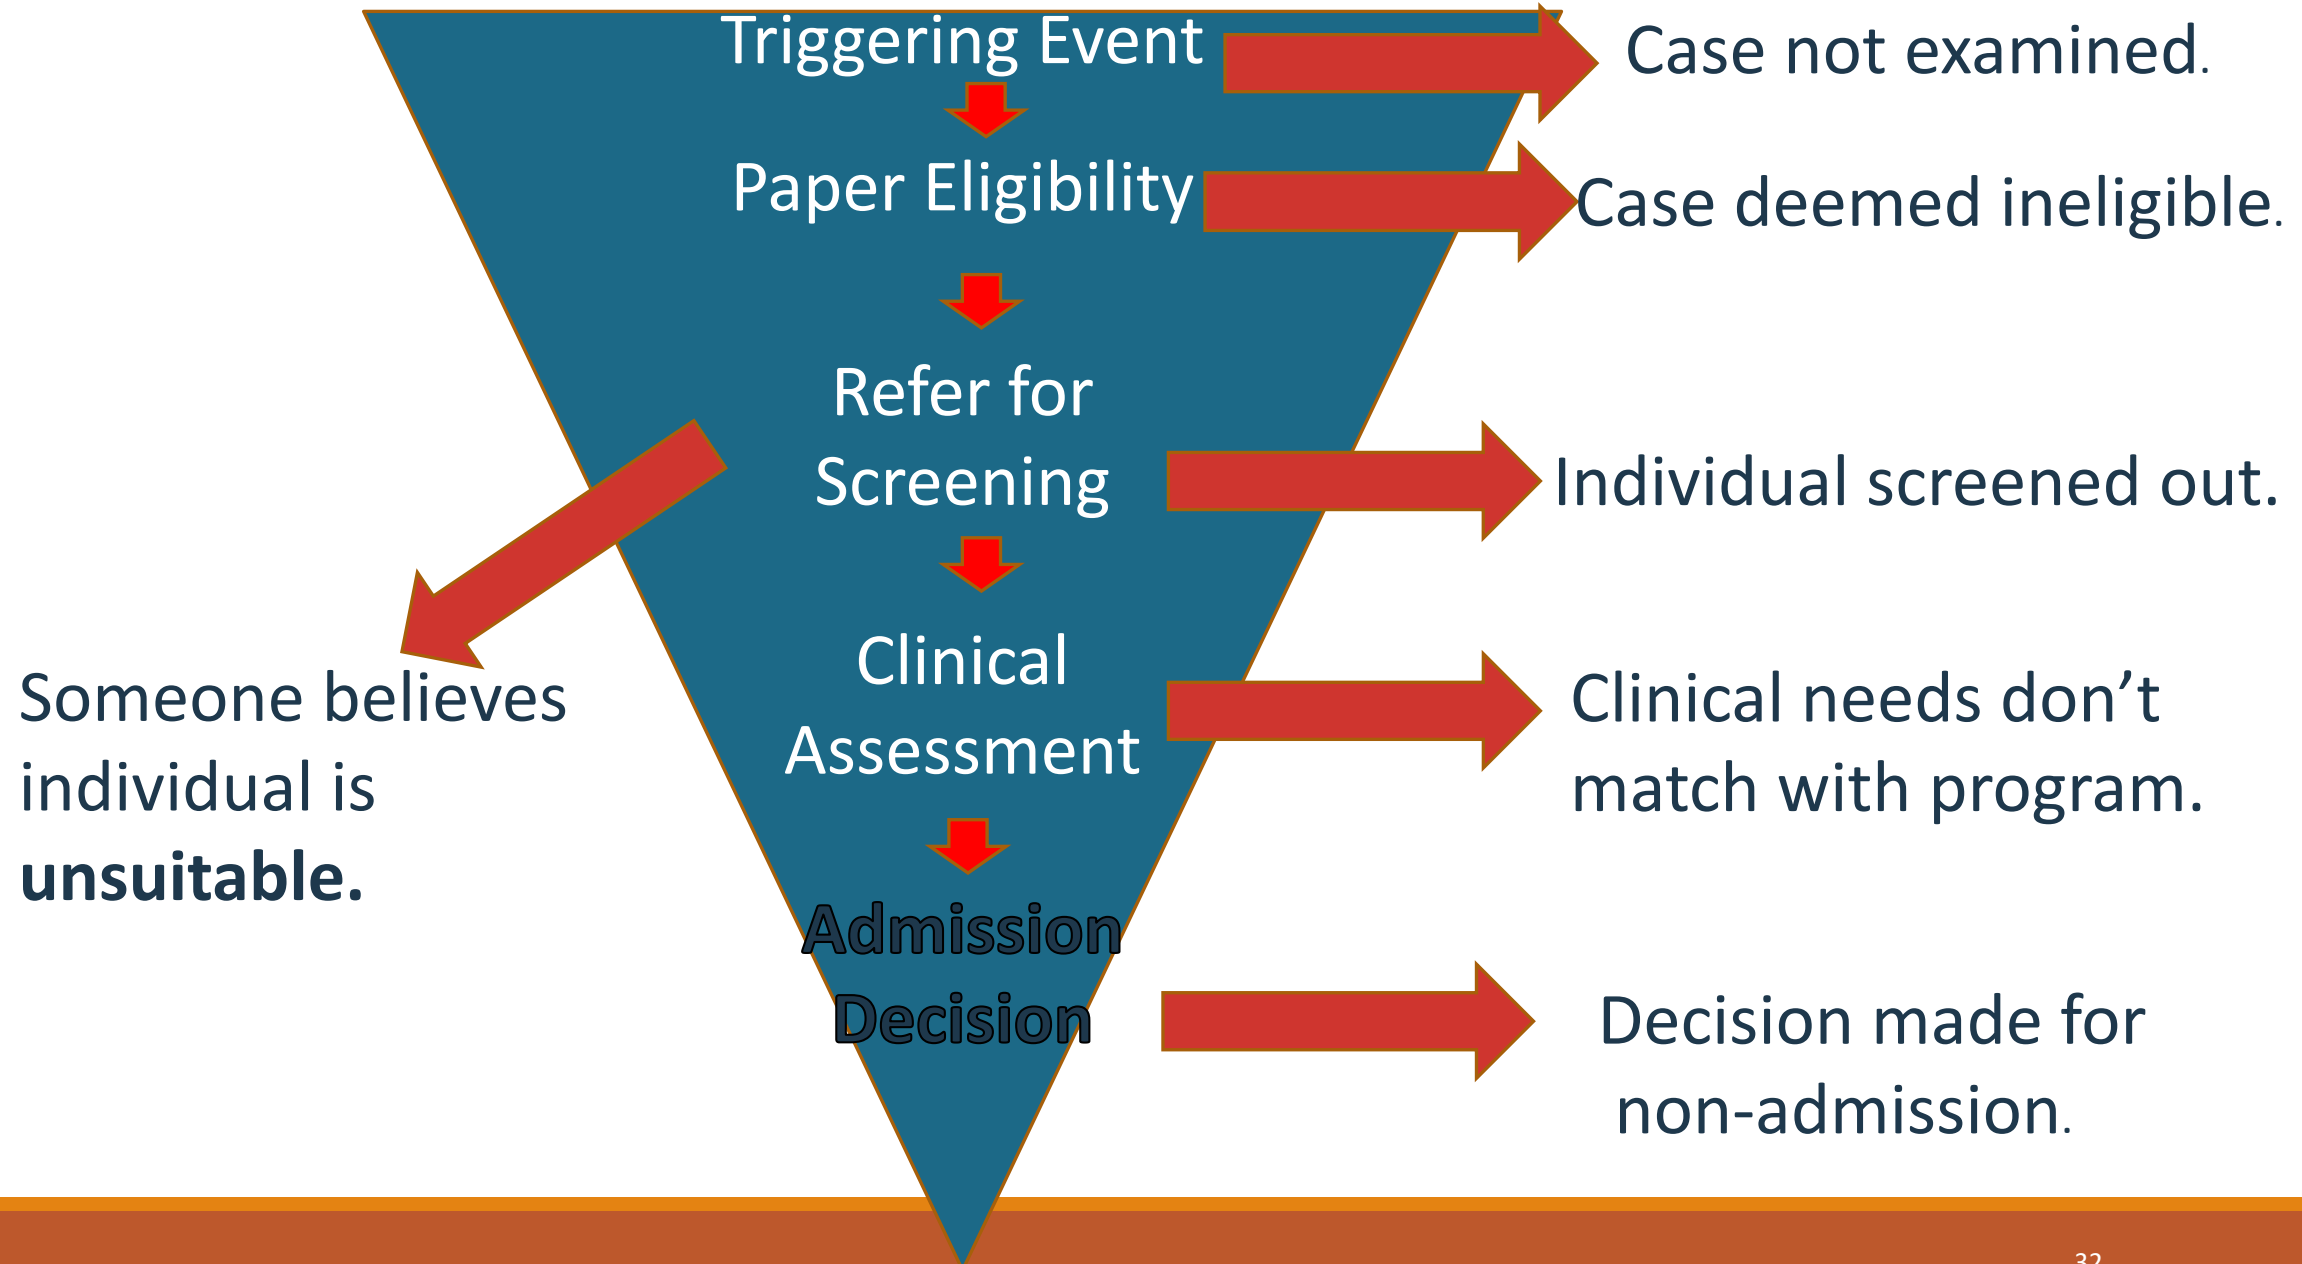 Triggering Event
Case not examined.
Paper Eligibility
Case deemed ineligible.
Refer for
Screening
Individual screened out.
Someone believes
individual is
unsuitable.
Clinical
Assessment
Clinical needs don’t
match with program.
Admission
Decision
Decision made for
non-admission.
32